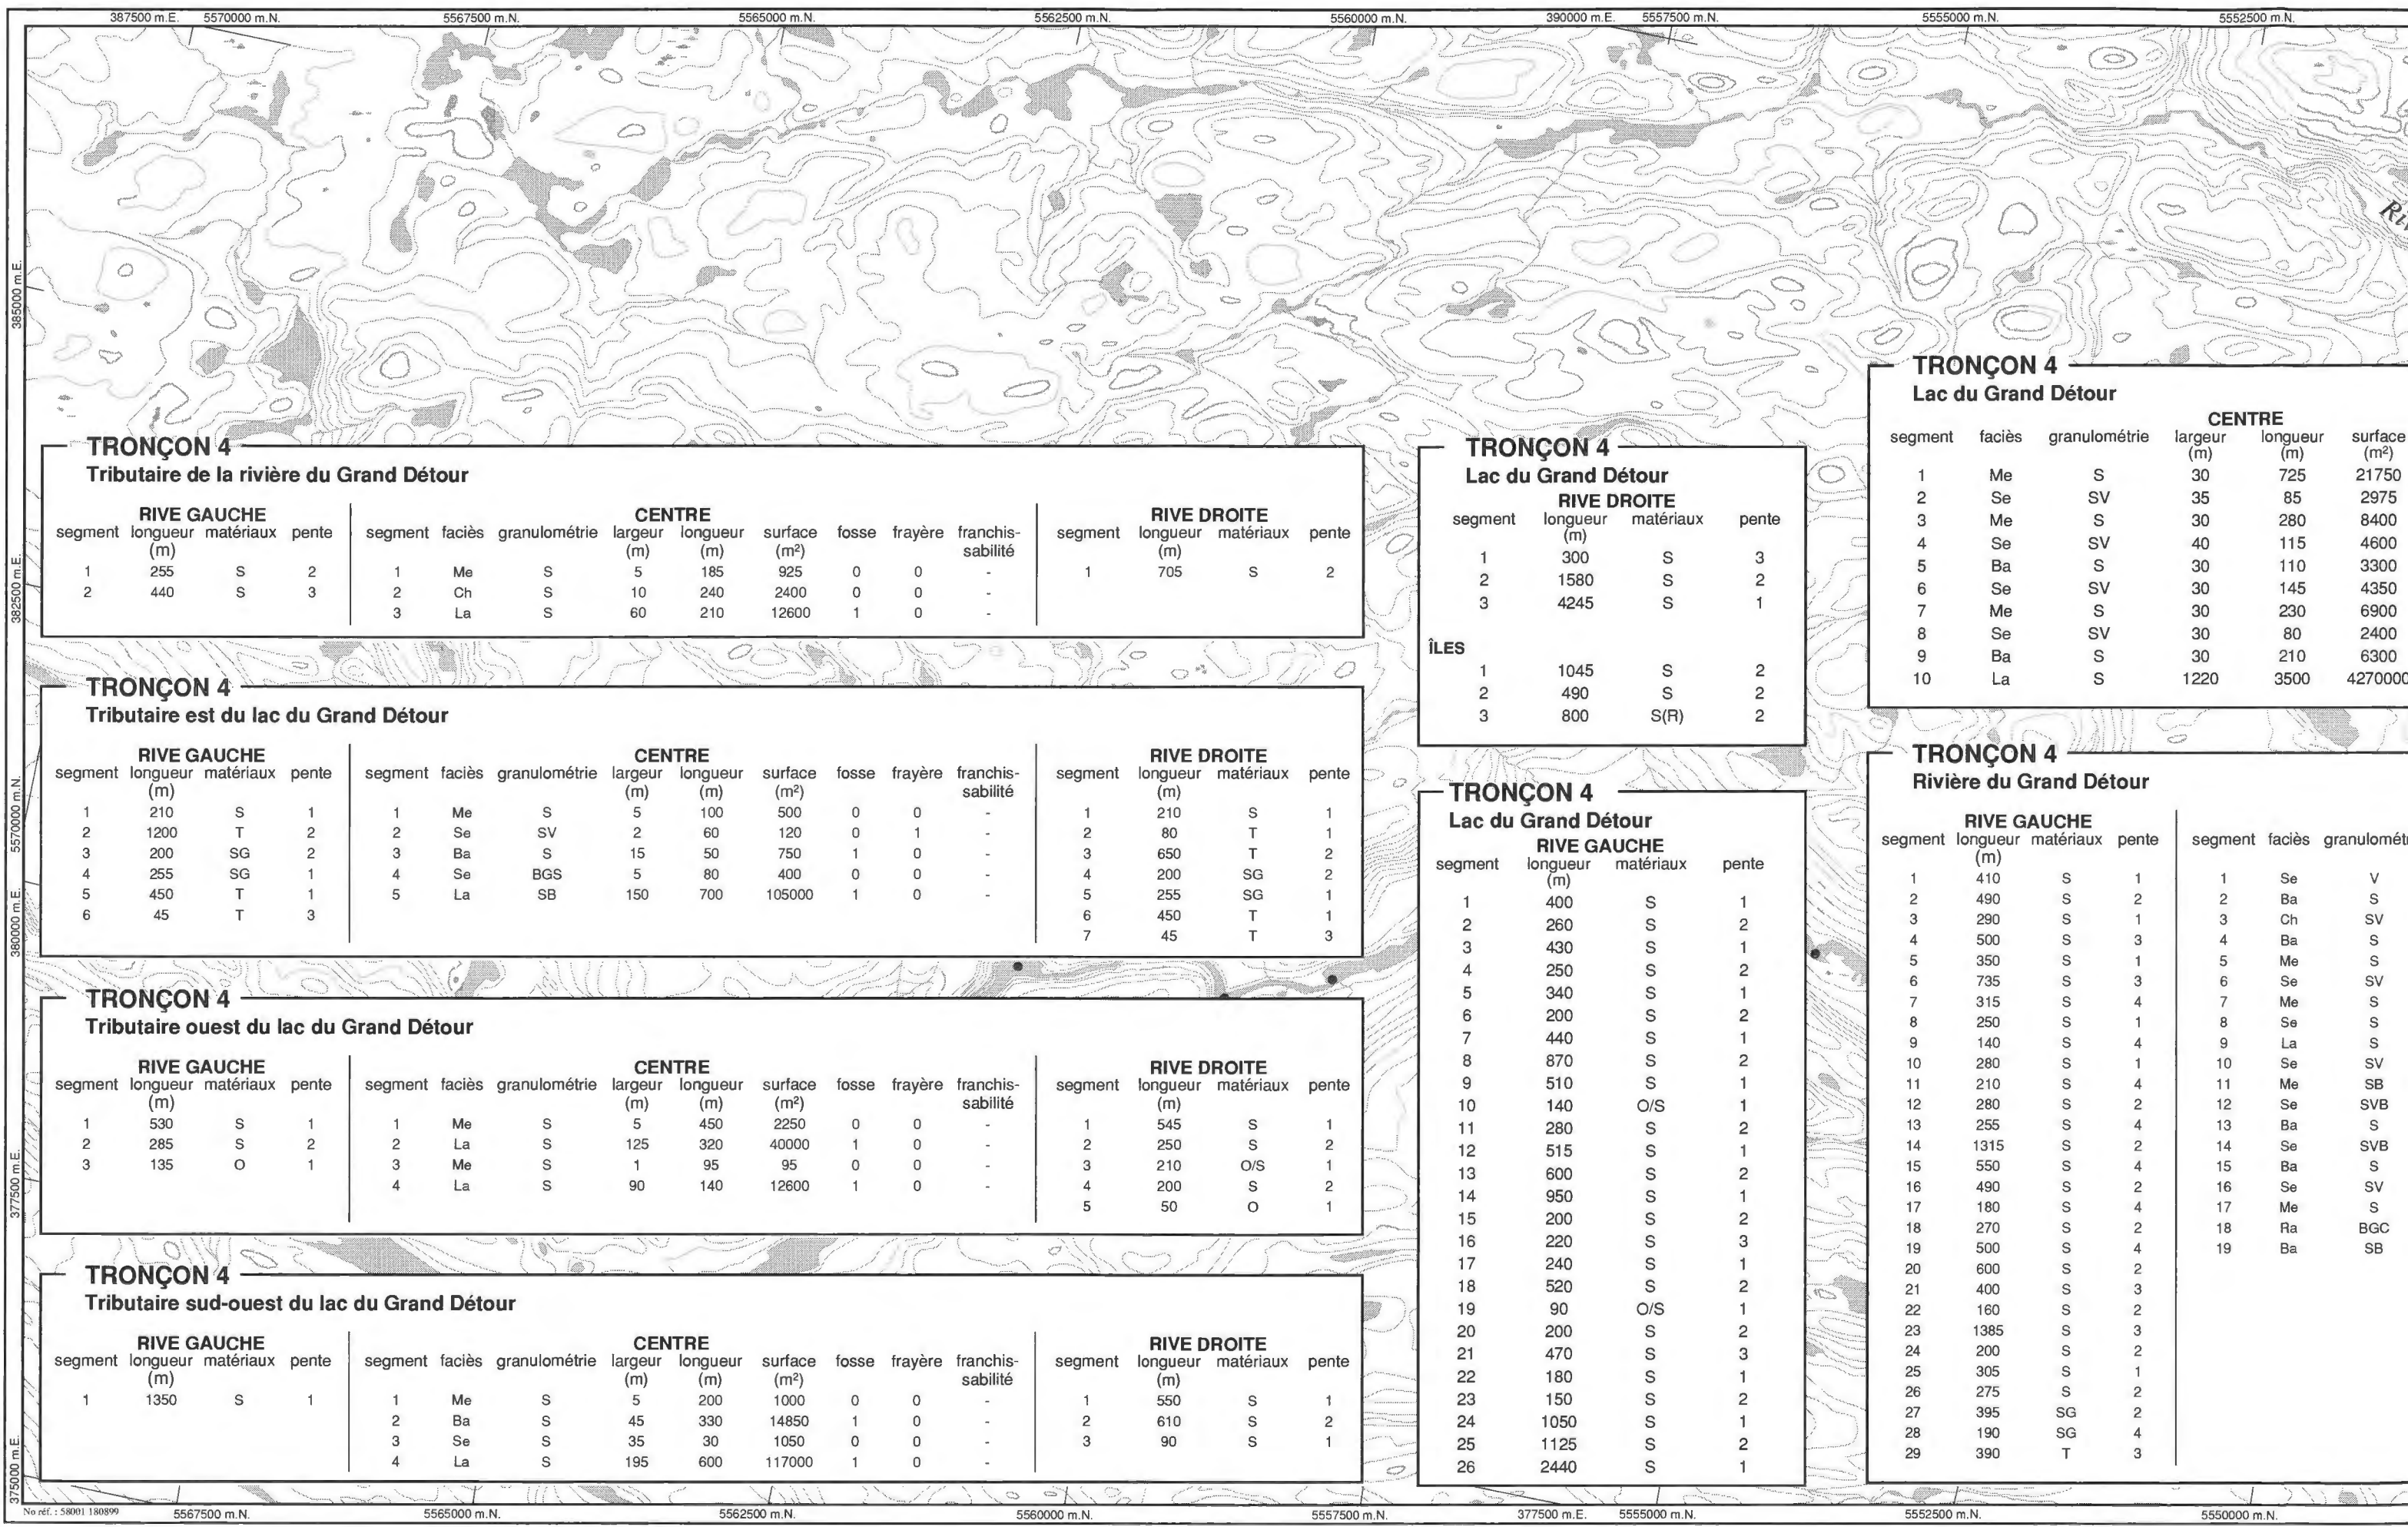 387500 m.E. 5570000 m.N. 5567500 m.N. 5565000 m.N. 5562500 m.N. 5560000 m.N. 390000 m.E. 5557500 m.N. 5555000 m.N. 5552500 m.N.
385000 m.E.
382500 m.E.
5570000 m.N.
380000 m.E.
377500 m.E.
375000 m.E.
TRONÇON 4
Tributaire de la rivière du Grand Détour
RIVE GAUCHE CENTRE RIVE DROITE
segment longueur matériaux pente segment faciès granulométrie largeur longueur surface fosse frayère franchis- segment longueur matériaux pente
(m) (m) (m) (m²) sabilité (m)
1 255 S 2 1 Me S 5 185 925 0 0 - 1 705 S 2
2 440 S 3 2 Ch S 10 240 2400 0 0 -
3 La S 60 210 12600 1 0 -
TRONÇON 4
Tributaire est du lac du Grand Détour
RIVE GAUCHE CENTRE RIVE DROITE
segment longueur matériaux pente segment faciès granulométrie largeur longueur surface fosse frayère franchis- segment longueur matériaux pente
(m) (m) (m) (m²) sabilité (m)
1 210 S 1 1 Me S 5 100 500 0 0 - 1 210 S 1
2 1200 T 2 2 Se SV 2 60 120 0 1 - 2 80 T 1
3 200 SG 2 3 Ba S 15 50 750 1 0 - 3 650 T 2
4 255 SG 1 4 Se BGS 5 80 400 0 0 - 4 200 SG 2
5 450 T 1 5 La SB 150 700 105000 1 0 - 5 255 SG 1
6 45 T 3 6 450 T 1
7 45 T 3
TRONÇON 4
Tributaire ouest du lac du Grand Détour
RIVE GAUCHE CENTRE RIVE DROITE
segment longueur matériaux pente segment faciès granulométrie largeur longueur surface fosse frayère franchis- segment longueur matériaux pente
(m) (m) (m) (m²) sabilité (m)
1 530 S 1 1 Me S 5 450 2250 0 0 - 1 545 S 1
2 285 S 2 2 La S 125 320 40000 1 0 - 2 250 S 2
3 135 O 1 3 Me S 1 95 95 0 0 - 3 210 O/S 1
4 La S 90 140 12600 1 0 - 4 200 S 2
5 50 O 1
TRONÇON 4
Tributaire sud-ouest du lac du Grand Détour
RIVE GAUCHE CENTRE RIVE DROITE
segment longueur matériaux pente segment faciès granulométrie largeur longueur surface fosse frayère franchis- segment longueur matériaux pente
(m) (m) (m) (m²) sabilité (m)
1 1350 S 1 1 Me S 5 200 1000 0 0 - 1 550 S 1
2 Ba S 45 330 14850 1 0 - 2 610 S 2
3 Se S 35 30 1050 0 0 - 3 90 S 1
4 La S 195 600 117000 1 0 -
TRONÇON 4
Lac du Grand Détour
RIVE DROITE
segment longueur matériaux pente
(m)
1 300 S 3
2 1580 S 2
3 4245 S 1
ÎLES
1 1045 S 2
2 490 S 2
3 800 S(R) 2
TRONÇON 4
Lac du Grand Détour
RIVE GAUCHE
segment longueur matériaux pente
(m)
1 400 S 1
2 260 S 2
3 430 S 1
4 250 S 2
5 340 S 1
6 200 S 2
7 440 S 1
8 870 S 2
9 510 S 1
10 140 O/S 1
11 280 S 2
12 515 S 1
13 600 S 2
14 950 S 1
15 200 S 2
16 220 S 3
17 240 S 1
18 520 S 2
19 90 O/S 1
20 200 S 2
21 470 S 3
22 180 S 1
23 150 S 2
24 1050 S 1
25 1125 S 2
26 2440 S 1
TRONÇON 4
Lac du Grand Détour
CENTRE
segment faciès granulométrie largeur longueur surface
(m) (m) (m²)
1 Me S 30 725 21750
2 Se SV 35 85 2975
3 Me S 30 280 8400
4 Se SV 40 115 4600
5 Ba S 30 110 3300
6 Se SV 30 145 4350
7 Me S 30 230 6900
8 Se SV 30 80 2400
9 Ba S 30 210 6300
10 La S 1220 3500 4270000
TRONÇON 4
Rivière du Grand Détour
RIVE GAUCHE
segment longueur matériaux pente segment faciès granulomét
(m)
1 410 S 1 1 Se V
2 490 S 2 2 Ba S
3 290 S 1 3 Ch SV
4 500 S 3 4 Ba S
5 350 S 1 5 Me S
6 735 S 3 6 Se SV
7 315 S 4 7 Me S
8 250 S 1 8 Se S
9 140 S 4 9 La S
10 280 S 1 10 Se SV
11 210 S 4 11 Me SB
12 280 S 2 12 Se SVB
13 255 S 4 13 Ba S
14 1315 S 2 14 Se SVB
15 550 S 4 15 Ba S
16 490 S 2 16 Se SV
17 180 S 4 17 Me S
18 270 S 2 18 Ra BGC
19 500 S 4 19 Ba SB
20 600 S 2
21 400 S 3
22 160 S 2
23 1385 S 3
24 200 S 2
25 305 S 1
26 275 S 2
27 395 SG 2
28 190 SG 4
29 390 T 3
No réf. : 58001 180899
5567500 m.N. 5565000 m.N. 5562500 m.N. 5560000 m.N. 5557500 m.N. 377500 m.E. 5555000 m.N. 5552500 m.N. 5550000 m.N.